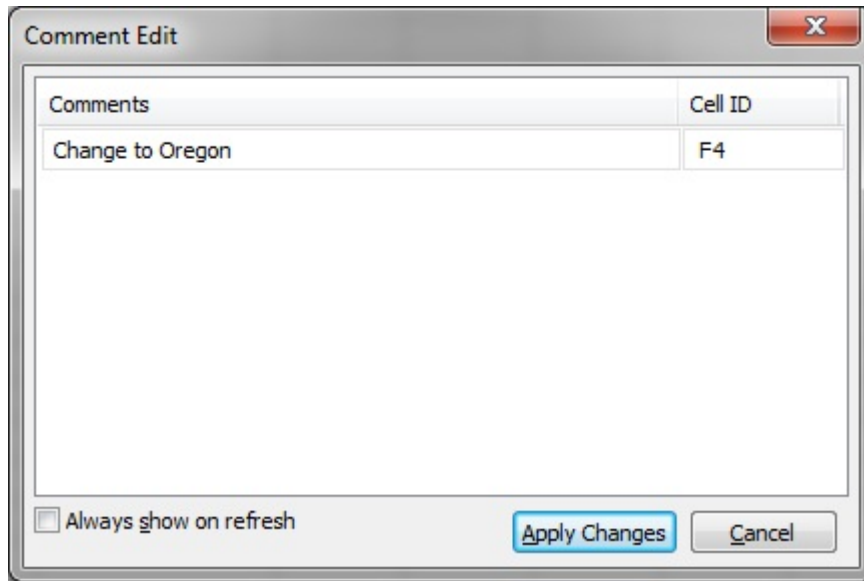 Comment Edit
Comments Cell ID
Change to Oregon F4
Always show on refresh Apply Changes Cancel